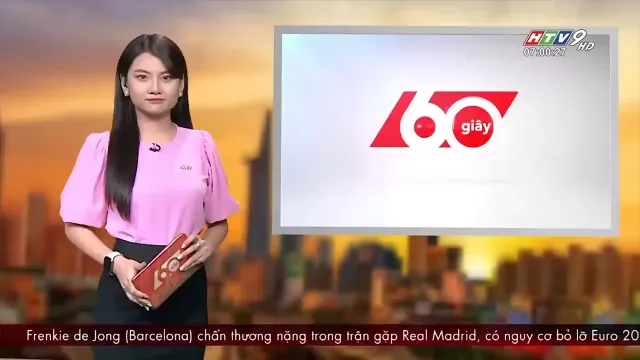 HTV9 HD
07:00:27
60 giây
60
Frenkie de Jong (Barcelona) chấn thương nặng trong trận gặp Real Madrid, có nguy cơ bỏ lỡ Euro 20